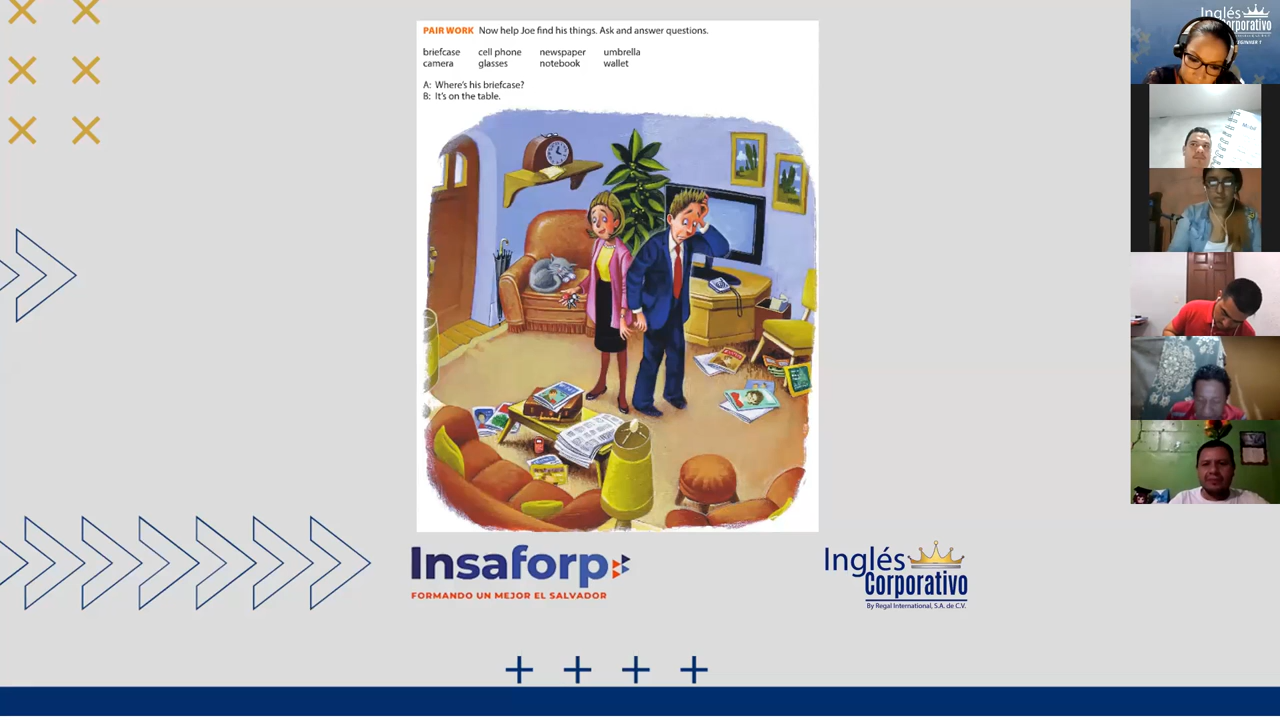 PAIR WORK Now help Joe find his things. Ask and answer questions.
briefcase cell phone newspaper umbrella
camera glasses notebook wallet
A: Where's his briefcase?
B: It's on the table.
Insaforp
FORMANDO UN MEJOR EL SALVADOR
Inglés
Corporativo
By Regal International, S.A. de C.V.
Inglés